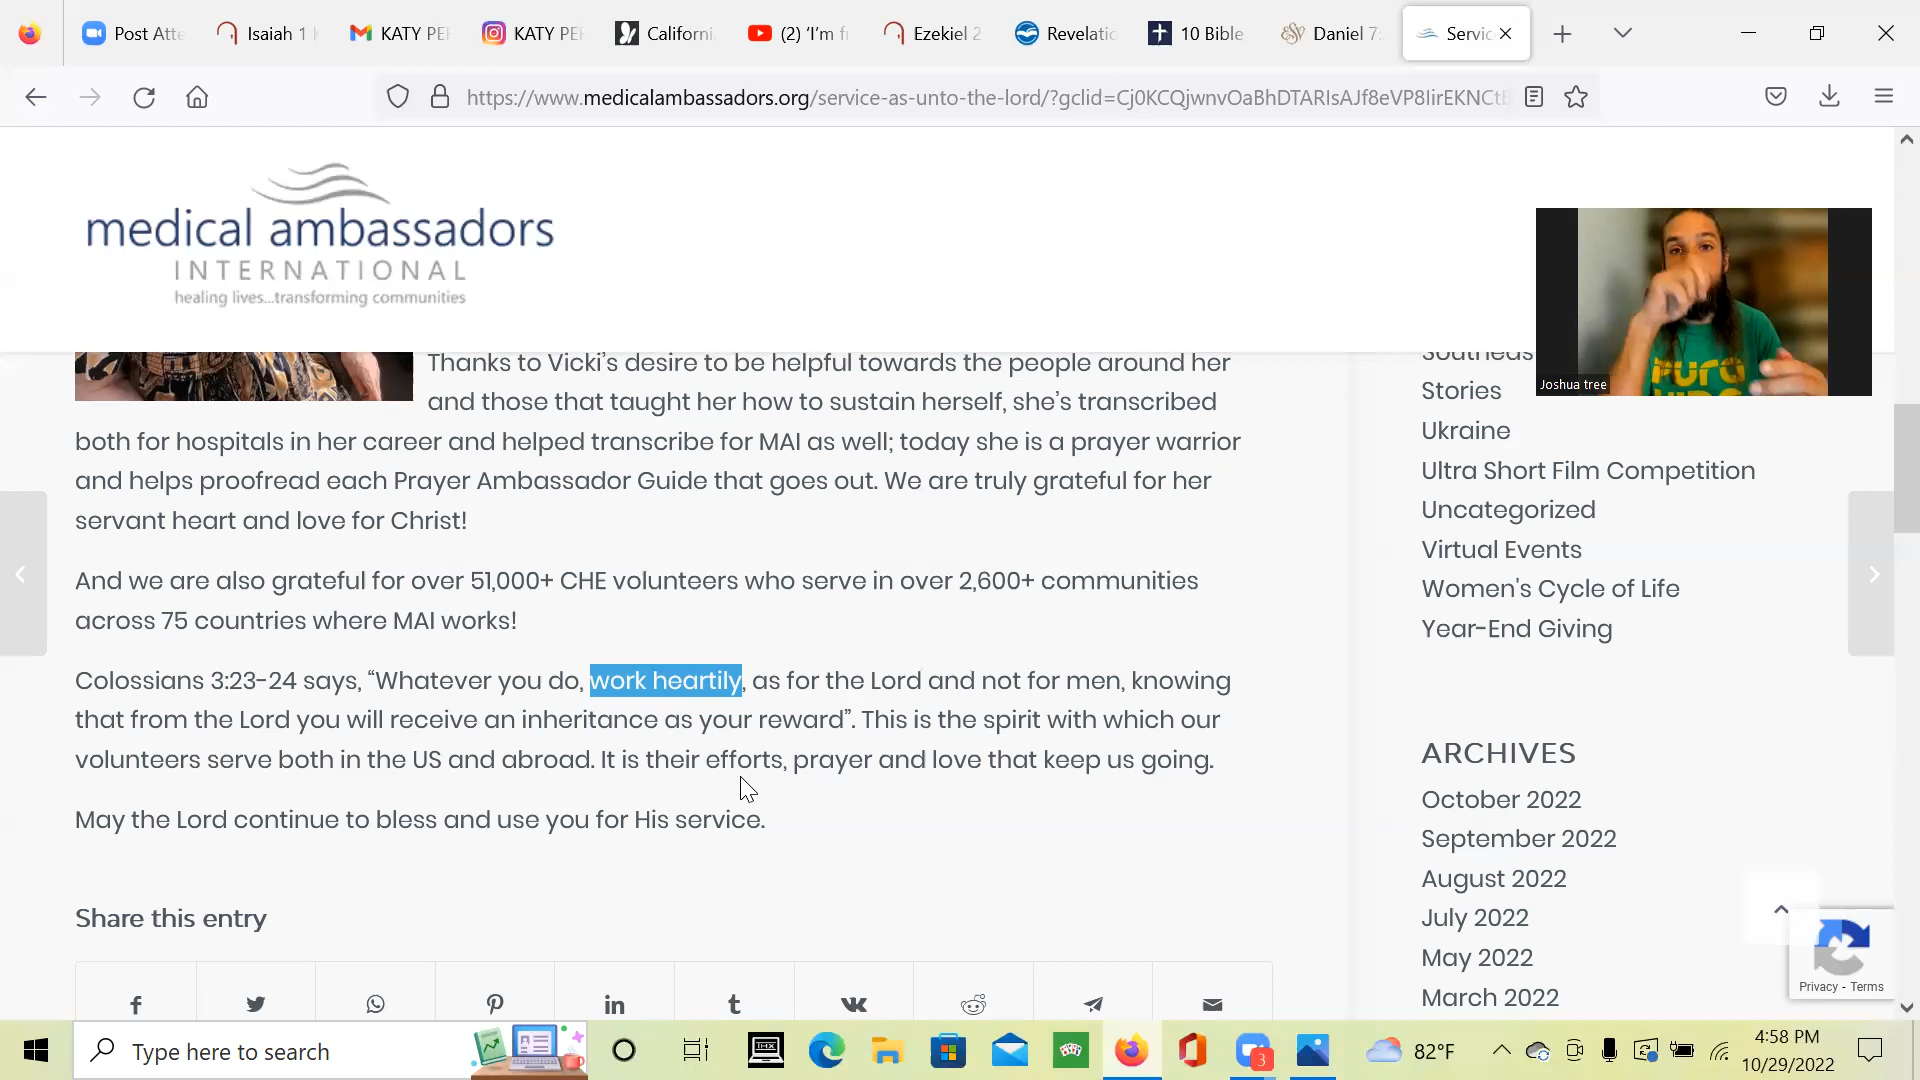 Post Atte
Isaiah 1
KATY PE
KATY PE
Californi
(2) 'I'm f
Ezekiel 2
Revelatio
10 Bible
Daniel 7:
Servic
https://www.medicalambassadors.org/service-as-unto-the-lord/?gclid=Cj0KCQjwnvOaBhDTARIsAJf8eVP8IirEKNCtB
medical ambassadors
INTERNATIONAL
healing lives...transforming communities
Joshua tree
Thanks to Vicki's desire to be helpful towards the people around her
and those that taught her how to sustain herself, she's transcribed
both for hospitals in her career and helped transcribe for MAI as well; today she is a prayer warrior
and helps proofread each Prayer Ambassador Guide that goes out. We are truly grateful for her
servant heart and love for Christ!
And we are also grateful for over 51,000+ CHE volunteers who serve in over 2,600+ communities
across 75 countries where MAI works!
Colossians 3:23-24 says, “Whatever you do, work heartily, as for the Lord and not for men, knowing
that from the Lord you will receive an inheritance as your reward”. This is the spirit with which our
volunteers serve both in the US and abroad. It is their efforts, prayer and love that keep us going.
May the Lord continue to bless and use you for His service.
Share this entry
Stories
Ukraine
Ultra Short Film Competition
Uncategorized
Virtual Events
Women's Cycle of Life
Year-End Giving
ARCHIVES
October 2022
September 2022
August 2022
July 2022
May 2022
March 2022
Privacy - Terms
Type here to search
THX
3
82°F
4:58 PM
10/29/2022